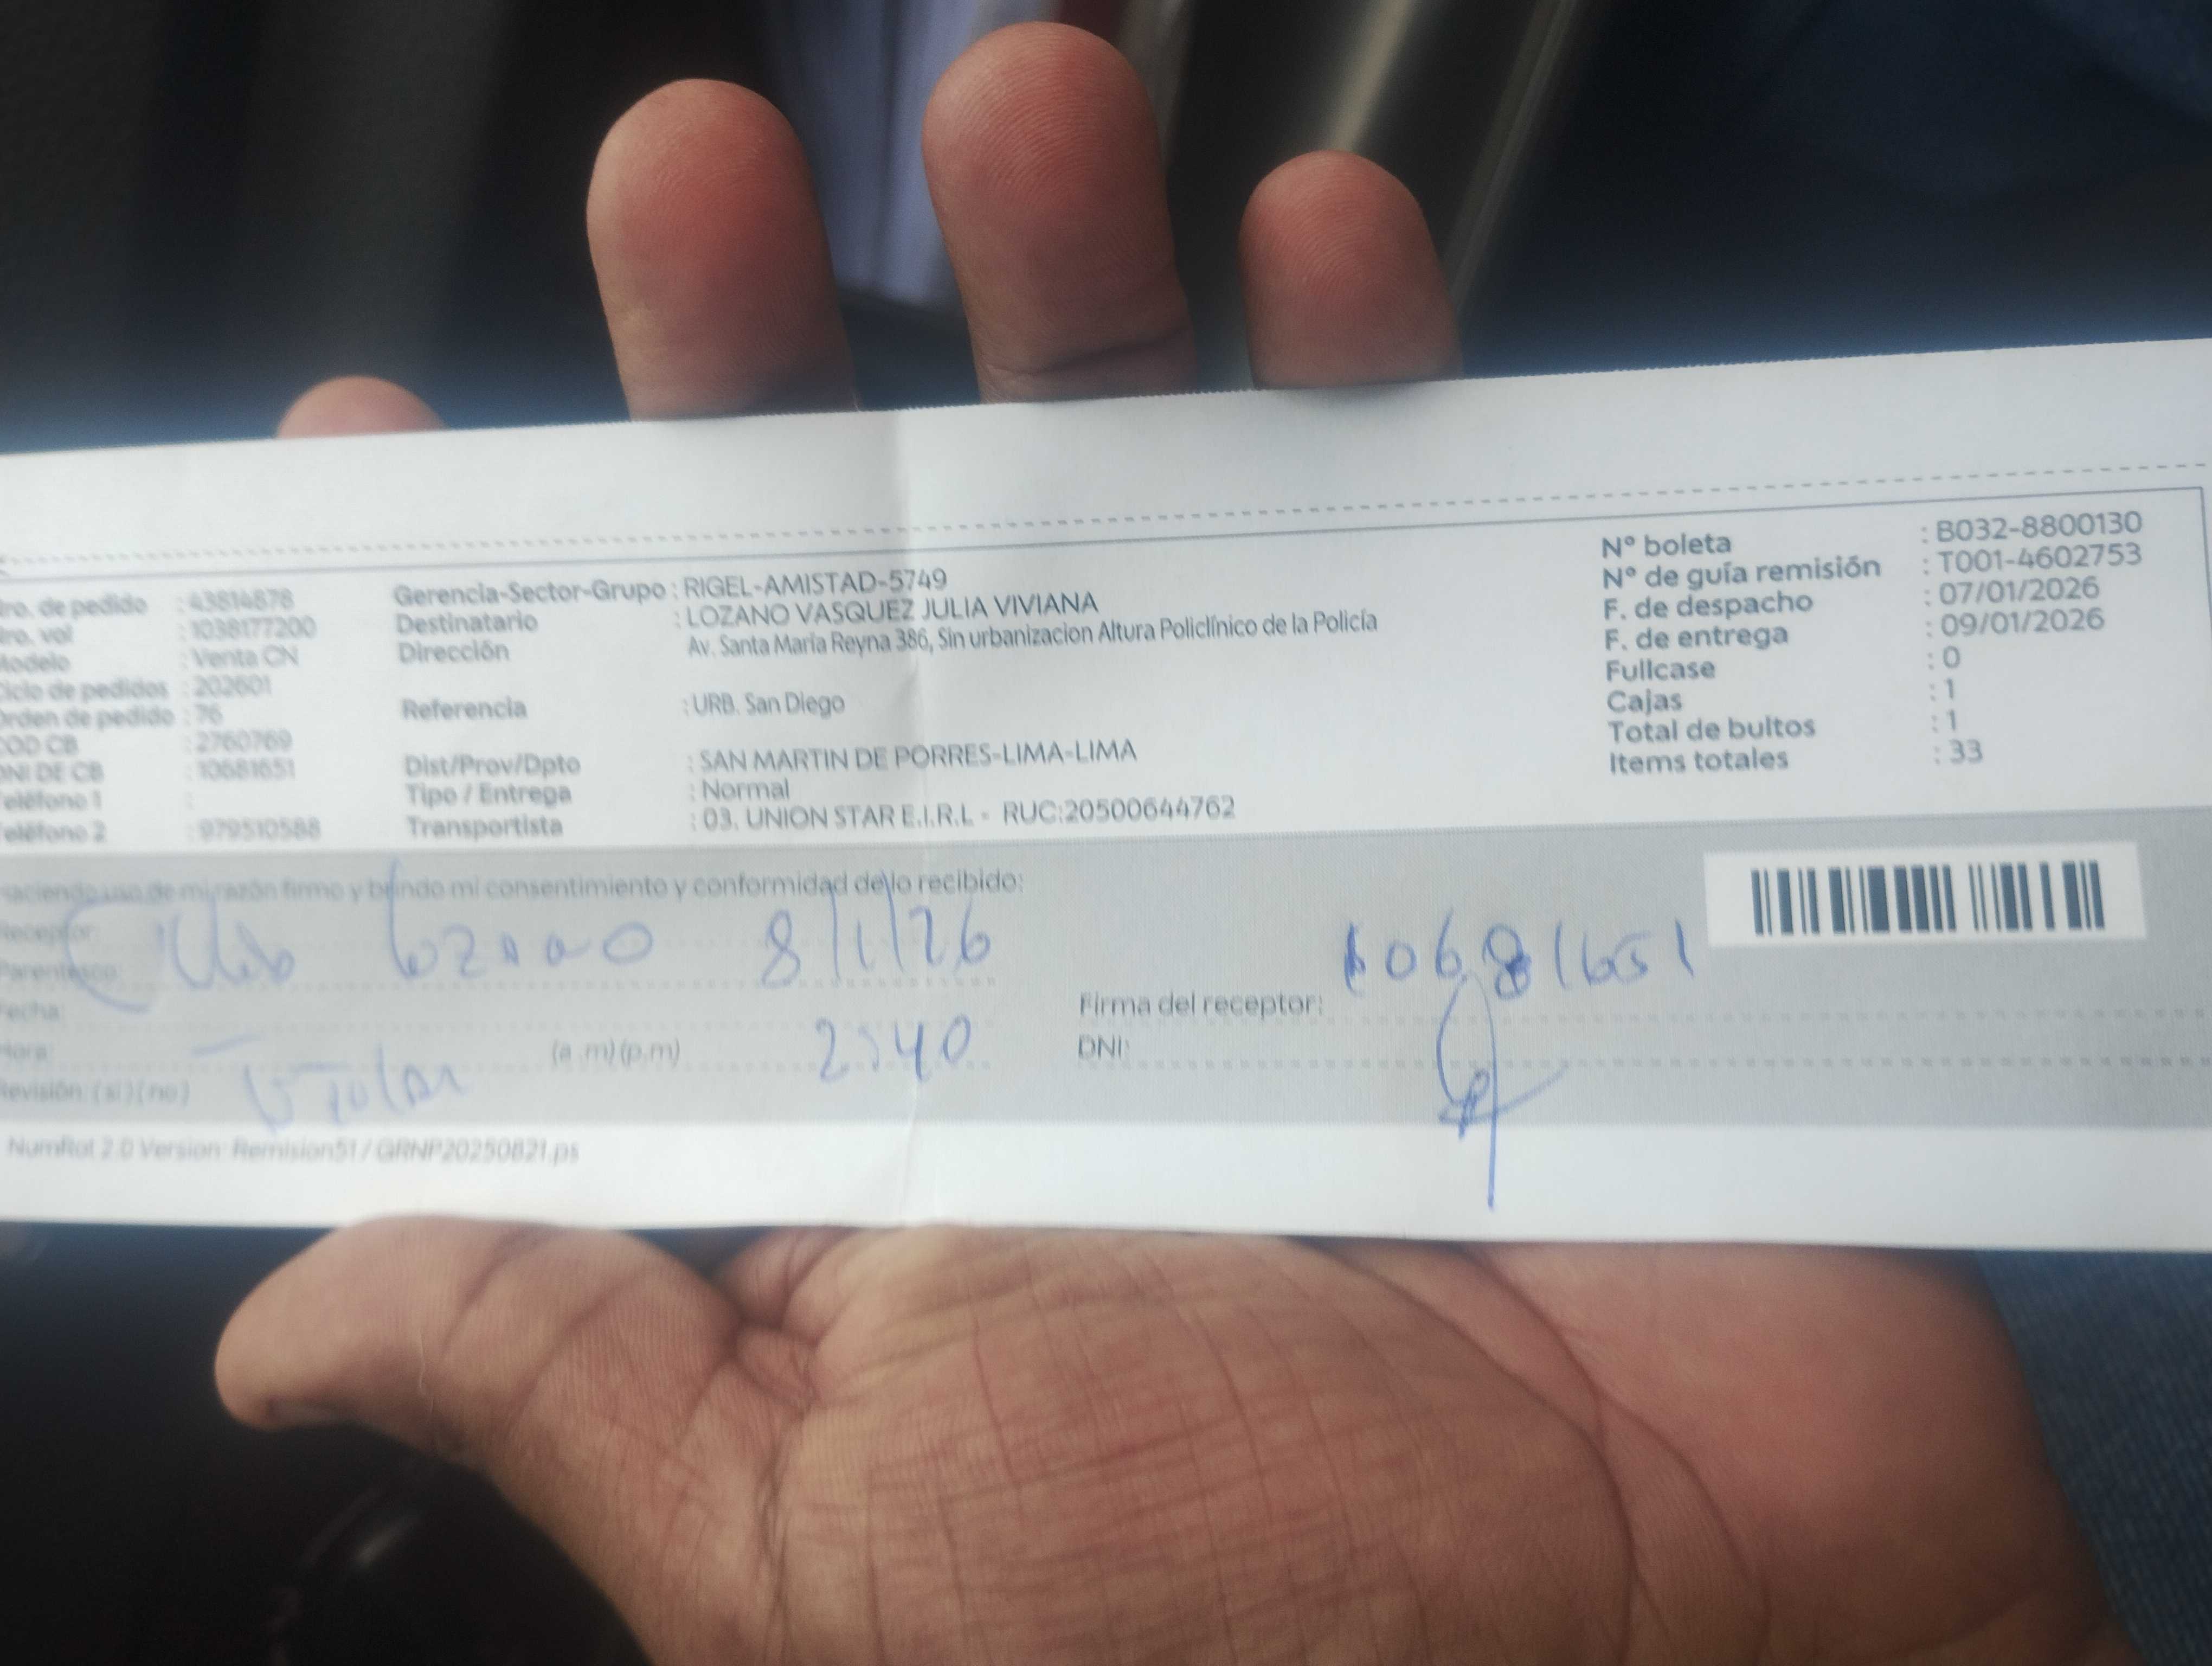 ro. de pedido : 43814878
ro. vol : 1038177200
Modelo : Venta CN
Ciclo de pedidos : 202601
Orden de pedido : 76
COD CB : 2760769
DNI DE CB : 10681651
Teléfono 1 :
Teléfono 2 : 979510588
Gerencia-Sector-Grupo : RIGEL-AMISTAD-5749
Destinatario : LOZANO VASQUEZ JULIA VIVIANA
Dirección Av. Santa María Reyna 386, Sin urbanizacion Altura Policlínico de la Policía
Referencia : URB. San Diego
Dist/Prov/Dpto : SAN MARTIN DE PORRES-LIMA-LIMA
Tipo / Entrega : Normal
Transportista : 03. UNION STAR E.I.R.L - RUC:20500644762
N° boleta : B032-8800130
N° de guía remisión : T001-4602753
F. de despacho : 07/01/2026
F. de entrega : 09/01/2026
Fullcase : 0
Cajas : 1
Total de bultos : 1
Items totales : 33
Haciendo uso de mi razón firmo y brindo mi consentimiento y conformidad de lo recibido:
Receptor:
Parentesco: Lozano 8/1/26
Fecha:
Hora: (a.m)(p.m) 2:40
Revisión: (si)(no)
10681651
Firma del receptor:
DNI:
NumRot 2.0 Version: Remision51 / GRNP20250821.ps